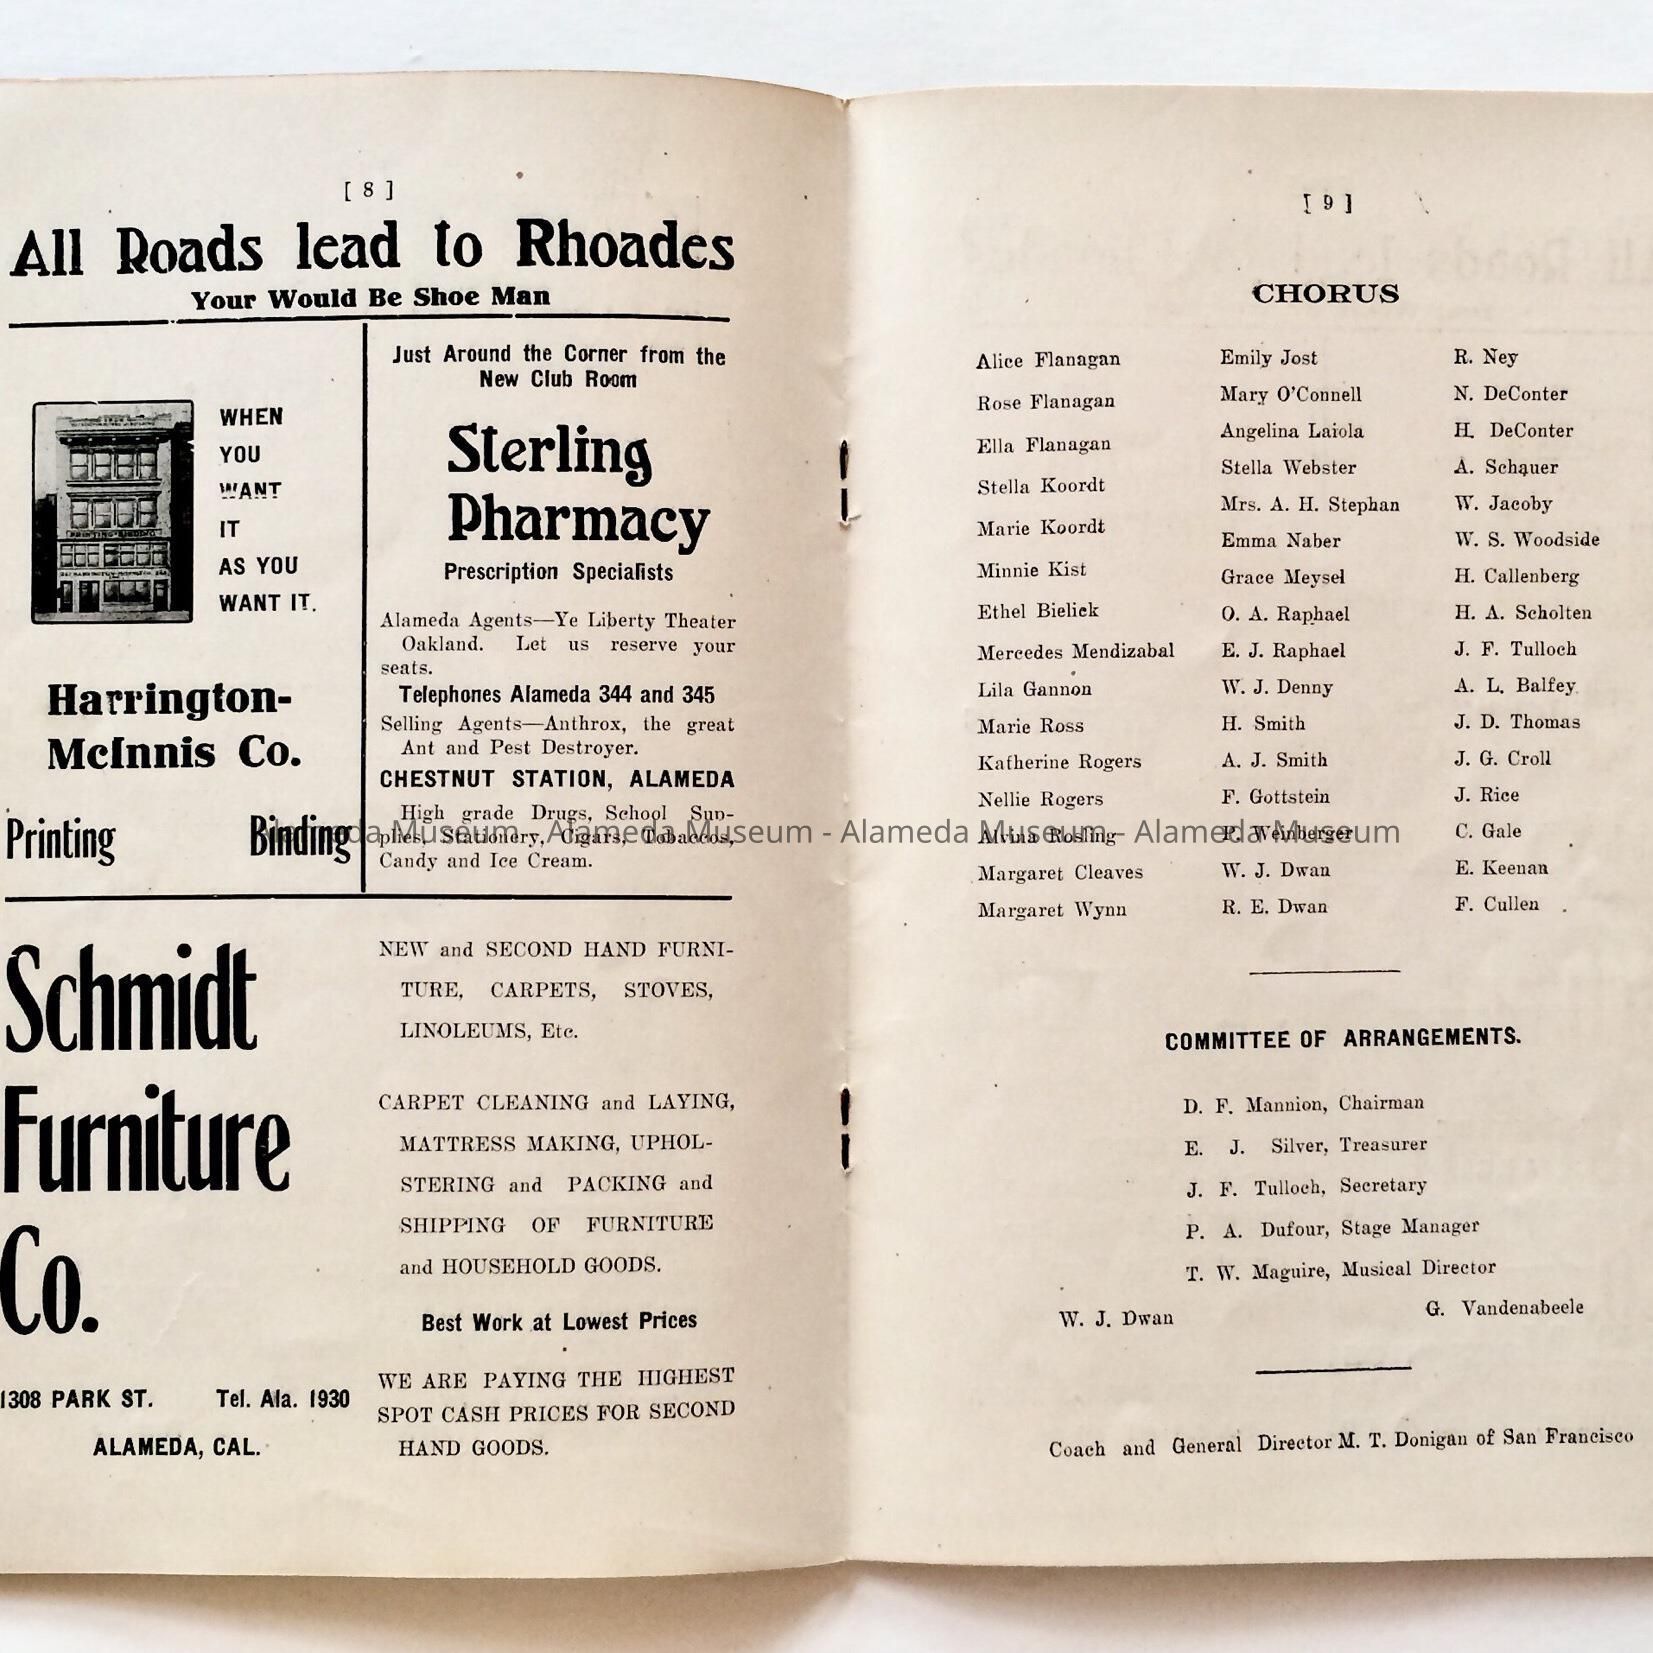 [ 8 ]
All Roads lead to Rhoades
Your Would Be Shoe Man
WHEN
YOU
WANT
IT
AS YOU
WANT IT.
PRINTING-BINDING
Harrington-
McInnis Co.
Printing Binding
Just Around the Corner from the
New Club Room
Sterling
Pharmacy
Prescription Specialists
Alameda Agents—Ye Liberty Theater
Oakland. Let us reserve your
seats.
Telephones Alameda 344 and 345
Selling Agents—Anthrox, the great
Ant and Pest Destroyer.
CHESTNUT STATION, ALAMEDA
High grade Drugs, School Sup-
plies, Stationery, Cigars, Tobaccos,
Candy and Ice Cream.
Schmidt
Furniture
Co.
1308 PARK ST. Tel. Ala. 1930
ALAMEDA, CAL.
NEW and SECOND HAND FURNI-
TURE, CARPETS, STOVES,
LINOLEUMS, Etc.
CARPET CLEANING and LAYING,
MATTRESS MAKING, UPHOL-
STERING and PACKING and
SHIPPING OF FURNITURE
and HOUSEHOLD GOODS.
Best Work at Lowest Prices
WE ARE PAYING THE HIGHEST
SPOT CASH PRICES FOR SECOND
HAND GOODS.
[ 9 ]
CHORUS
Alice Flanagan
Rose Flanagan
Ella Flanagan
Stella Koordt
Marie Koordt
Minnie Kist
Ethel Bielick
Mercedes Mendizabal
Lila Gannon
Marie Ross
Katherine Rogers
Nellie Rogers
Alvina Rosling
Margaret Cleaves
Margaret Wynn
Emily Jost
Mary O'Connell
Angelina Laiola
Stella Webster
Mrs. A. H. Stephan
Emma Naber
Grace Meysel
O. A. Raphael
E. J. Raphael
W. J. Denny
H. Smith
A. J. Smith
F. Gottstein
Weinberger
W. J. Dwan
R. E. Dwan
R. Ney
N. DeConter
H. DeConter
A. Schauer
W. Jacoby
W. S. Woodside
H. Callenberg
H. A. Scholten
J. F. Tulloch
A. L. Balfey
J. D. Thomas
J. G. Croll
J. Rice
C. Gale
E. Keenan
F. Cullen
COMMITTEE OF ARRANGEMENTS.
D. F. Mannion, Chairman
E. J. Silver, Treasurer
J. F. Tulloch, Secretary
P. A. Dufour, Stage Manager
T. W. Maguire, Musical Director
W. J. Dwan G. Vandenabeele
Coach and General Director M. T. Donigan of San Francisco
Alameda Museum - Alameda Museum - Alameda Museum - Alameda Museum